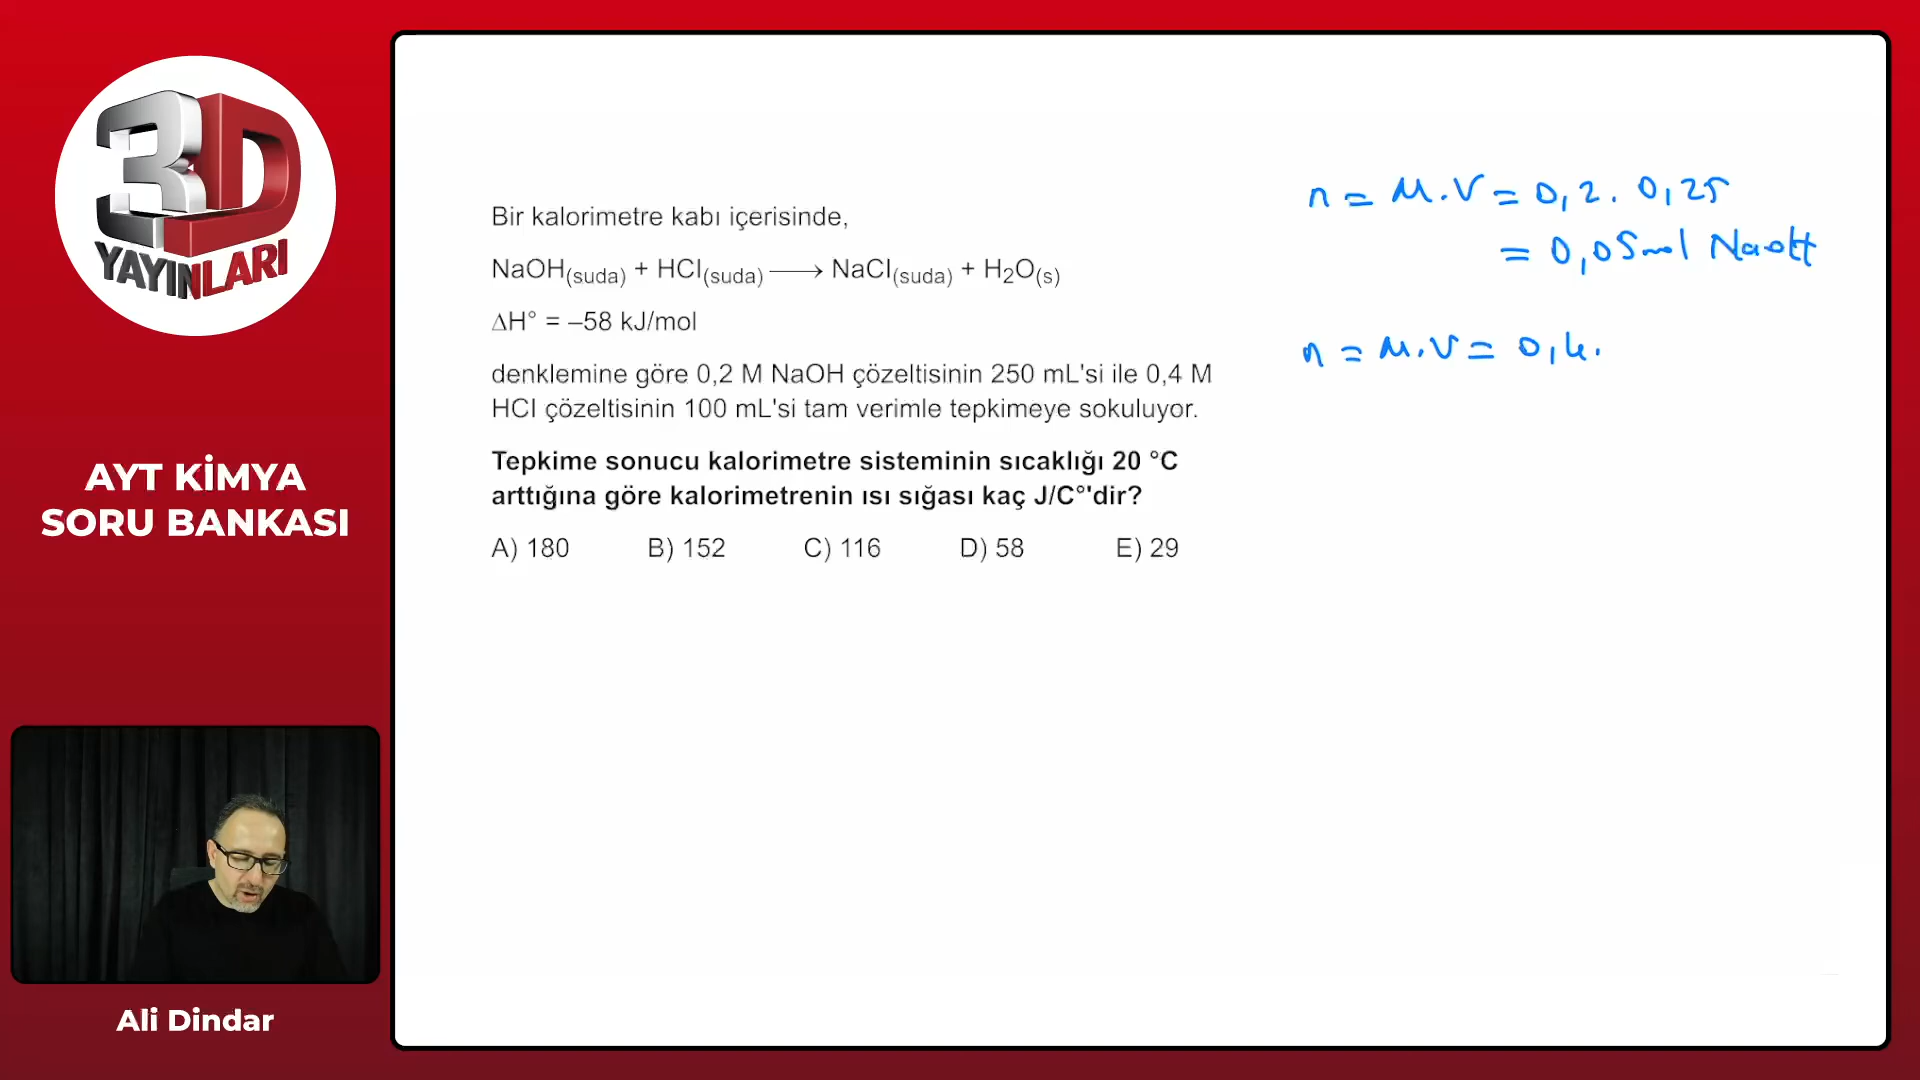 3D
YAYINLARI
AYT KİMYA
SORU BANKASI
Ali Dindar
Bir kalorimetre kabı içerisinde,
NaOH(suda) + HCl(suda) ⟶ NaCl(suda) + H₂O(s)
ΔH° = –58 kJ/mol
denklemine göre 0,2 M NaOH çözeltisinin 250 mL'si ile 0,4 M
HCl çözeltisinin 100 mL'si tam verimle tepkimeye sokuluyor.
Tepkime sonucu kalorimetre sisteminin sıcaklığı 20 °C
arttığına göre kalorimetrenin ısı sığası kaç J/C°'dir?
A) 180 B) 152 C) 116 D) 58 E) 29
n = M.V = 0,2. 0,25
= 0,05mol NaOH
n = M.V = 0,4.